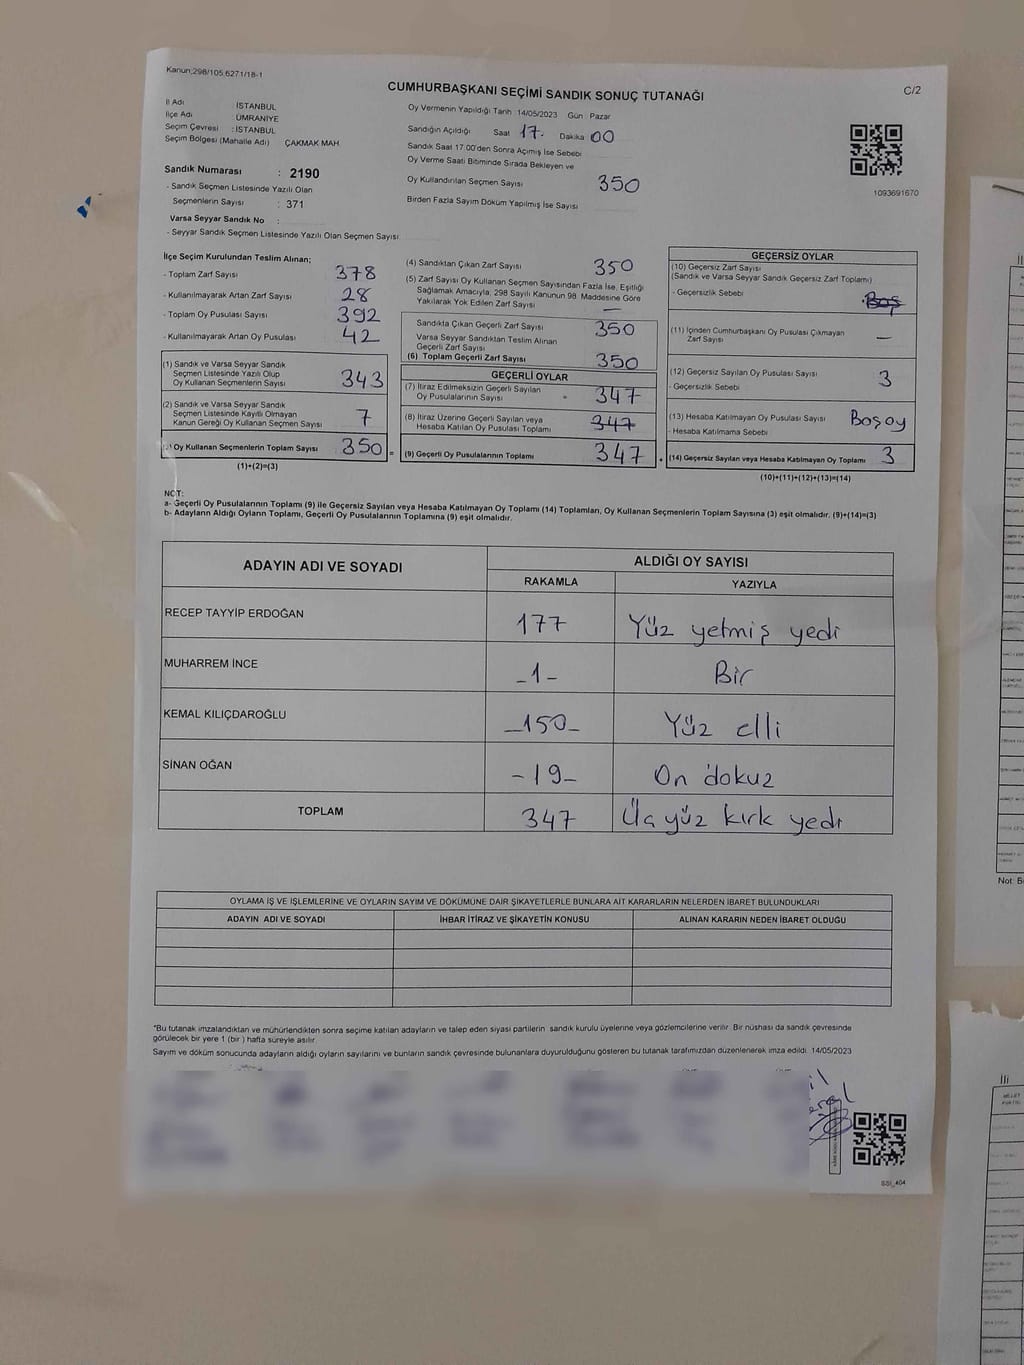 Kanun;298/105,6271/18-1
C/2
CUMHURBAŞKANI SEÇİMİ SANDIK SONUÇ TUTANAĞI
İl Adı : İSTANBUL
İlçe Adı : ÜMRANİYE
Seçim Çevresi : İSTANBUL
Seçim Bölgesi (Mahalle Adı) ÇAKMAK MAH.
Sandık Numarası : 2190
- Sandık Seçmen Listesinde Yazılı Olan
Seçmenlerin Sayısı : 371
Varsa Seyyar Sandık No :
- Seyyar Sandık Seçmen Listesinde Yazılı Olan Seçmen Sayısı:
Oy Vermenin Yapıldığı Tarih :14/05/2023 Gün : Pazar
Sandığın Açıldığı Saat 17. Dakika 00
Sandık Saat 17:00'den Sonra Açımış İse Sebebi
Oy Verme Saati Bitiminde Sırada Bekleyen ve
Oy Kullandırılan Seçmen Sayısı 350
Birden Fazla Sayım Döküm Yapılmış İse Sayısı
1093691670
İlçe Seçim Kurulundan Teslim Alınan;
- Toplam Zarf Sayısı 378
- Kullanılmayarak Artan Zarf Sayısı 28
- Toplam Oy Pusulası Sayısı 392
- Kullanılmayarak Artan Oy Pusulası 42
(1) Sandık ve Varsa Seyyar Sandık
Seçmen Listesinde Yazılı Olup
Oy Kullanan Seçmenlerin Sayısı 343
(2) Sandık ve Varsa Seyyar Sandık
Seçmen Listesinde Kayıtlı Olmayan
Kanun Gereği Oy Kullanan Seçmen Sayısı 7
(3) Oy Kullanan Seçmenlerin Toplam Sayısı 350 =
(1)+(2)=(3)
(4) Sandıktan Çıkan Zarf Sayısı 350
(5) Zarf Sayısı Oy Kullanan Seçmen Sayısından Fazla İse, Eşitliği
Sağlamak Amacıyla; 298 Sayılı Kanunun 98. Maddesine Göre
Yakılarak Yok Edilen Zarf Sayısı —
Sandıkta Çıkan Geçerli Zarf Sayısı 350
Varsa Seyyar Sandıktan Teslim Alınan
Geçerli Zarf Sayısı
(6) Toplam Geçerli Zarf Sayısı 350
GEÇERLİ OYLAR
(7) İtiraz Edilmeksizin Geçerli Sayılan
Oy Pusulalarının Sayısı 347
(8) İtiraz Üzerine Geçerli Sayılan veya
Hesaba Katılan Oy Pusulası Toplamı 347
(9) Geçerli Oy Pusulalarının Toplamı 347
GEÇERSİZ OYLAR
(10) Geçersiz Zarf Sayısı
(Sandık ve Varsa Seyyar Sandık Geçersiz Zarf Toplamı)
- Geçersizlik Sebebi Boş
(11) İçinden Cumhurbaşkanı Oy Pusulası Çıkmayan
Zarf Sayısı —
(12) Geçersiz Sayılan Oy Pusulası Sayısı 3
- Geçersizlik Sebebi
(13) Hesaba Katılmayan Oy Pusulası Sayısı Boş oy
- Hesaba Katılmama Sebebi
(14) Geçersiz Sayılan veya Hesaba Katılmayan Oy Toplamı 3
(10)+(11)+(12)+(13)=(14)
NOT:
a- Geçerli Oy Pusulalarının Toplamı (9) ile Geçersiz Sayılan veya Hesaba Katılmayan Oy Toplamı (14) Toplamları, Oy Kullanan Seçmenlerin Toplam Sayısına (3) eşit olmalıdır. (9)+(14)=(3)
b- Adayların Aldığı Oyların Toplamı, Geçerli Oy Pusulalarının Toplamına (9) eşit olmalıdır.
ADAYIN ADI VE SOYADI
ALDIĞI OY SAYISI
RAKAMLA YAZIYLA
RECEP TAYYİP ERDOĞAN 177 Yüz yetmiş yedi
MUHARREM İNCE -1- Bir
KEMAL KILIÇDAROĞLU -150- Yüz elli
SİNAN OĞAN -19- On dokuz
TOPLAM 347 Üç yüz kırk yedi
OYLAMA İŞ VE İŞLEMLERİNE VE OYLARIN SAYIM VE DÖKÜMÜNE DAİR ŞİKAYETLERLE BUNLARA AİT KARARLARIN NELERDEN İBARET BULUNDUKLARI
ADAYIN ADI VE SOYADI İHBAR İTİRAZ VE ŞİKAYETİN KONUSU ALINAN KARARIN NEDEN İBARET OLDUĞU
*Bu tutanak imzalandıktan ve mühürlendikten sonra seçime katılan adayların ve talep eden siyasi partilerin sandık kurulu üyelerine veya gözlemcilerine verilir. Bir nüshası da sandık çevresinde
görülecek bir yere 1 (bir) hafta süreyle asılır.
Sayım ve döküm sonucunda adayların aldığı oyların sayılarını ve bunların sandık çevresinde bulunanlara duyurulduğunu gösteren bu tutanak tarafımızdan düzenlenerek imza edildi. 14/05/2023
SSI_404
Not: B